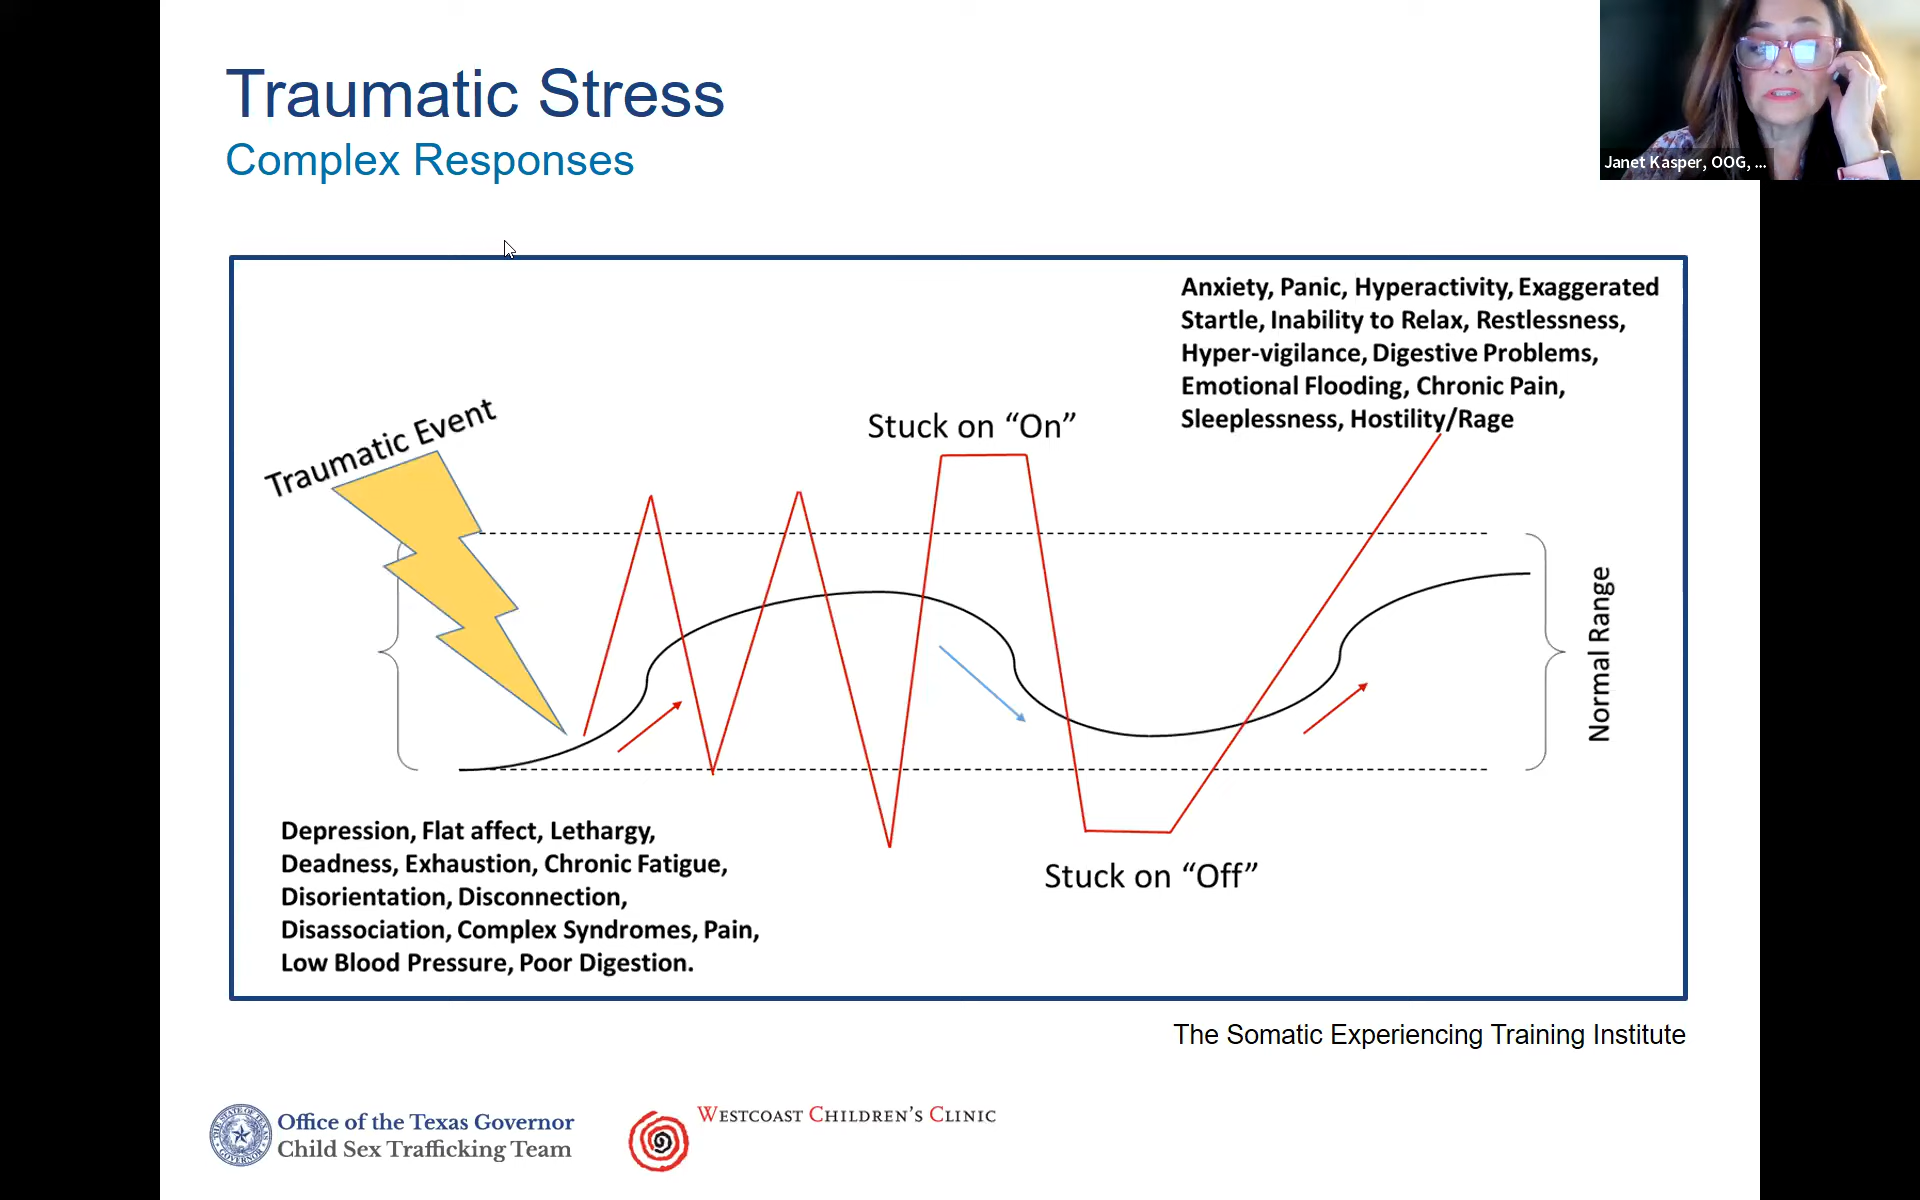 Traumatic Stress
Complex Responses
Janet Kasper, OOG, ...
Anxiety, Panic, Hyperactivity, Exaggerated
Startle, Inability to Relax, Restlessness,
Hyper-vigilance, Digestive Problems,
Emotional Flooding, Chronic Pain,
Sleeplessness, Hostility/Rage
Traumatic Event
Stuck on “On”
Normal Range
Depression, Flat affect, Lethargy,
Deadness, Exhaustion, Chronic Fatigue,
Disorientation, Disconnection,
Disassociation, Complex Syndromes, Pain,
Low Blood Pressure, Poor Digestion.
Stuck on “Off”
The Somatic Experiencing Training Institute
Office of the Texas Governor
Child Sex Trafficking Team
WESTCOAST CHILDREN’S CLINIC